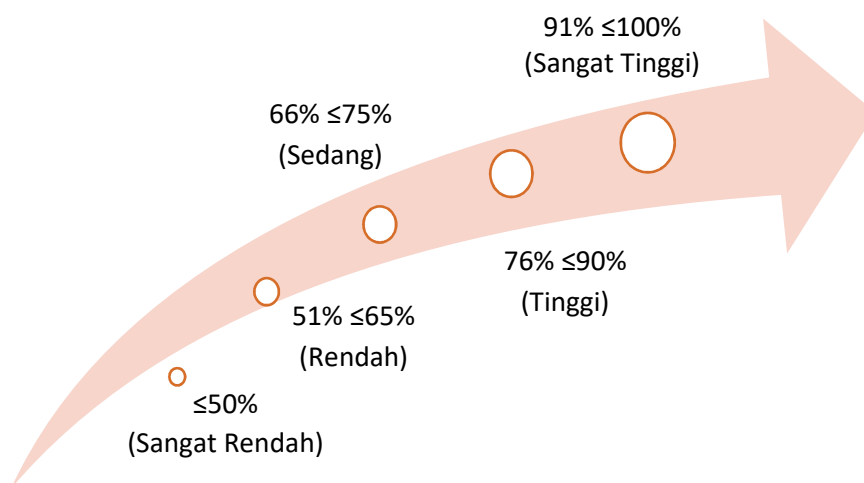 91% ≤100%
(Sangat Tinggi)
66% ≤75%
(Sedang)
76% ≤90%
(Tinggi)
51% ≤65%
(Rendah)
≤50%
(Sangat Rendah)